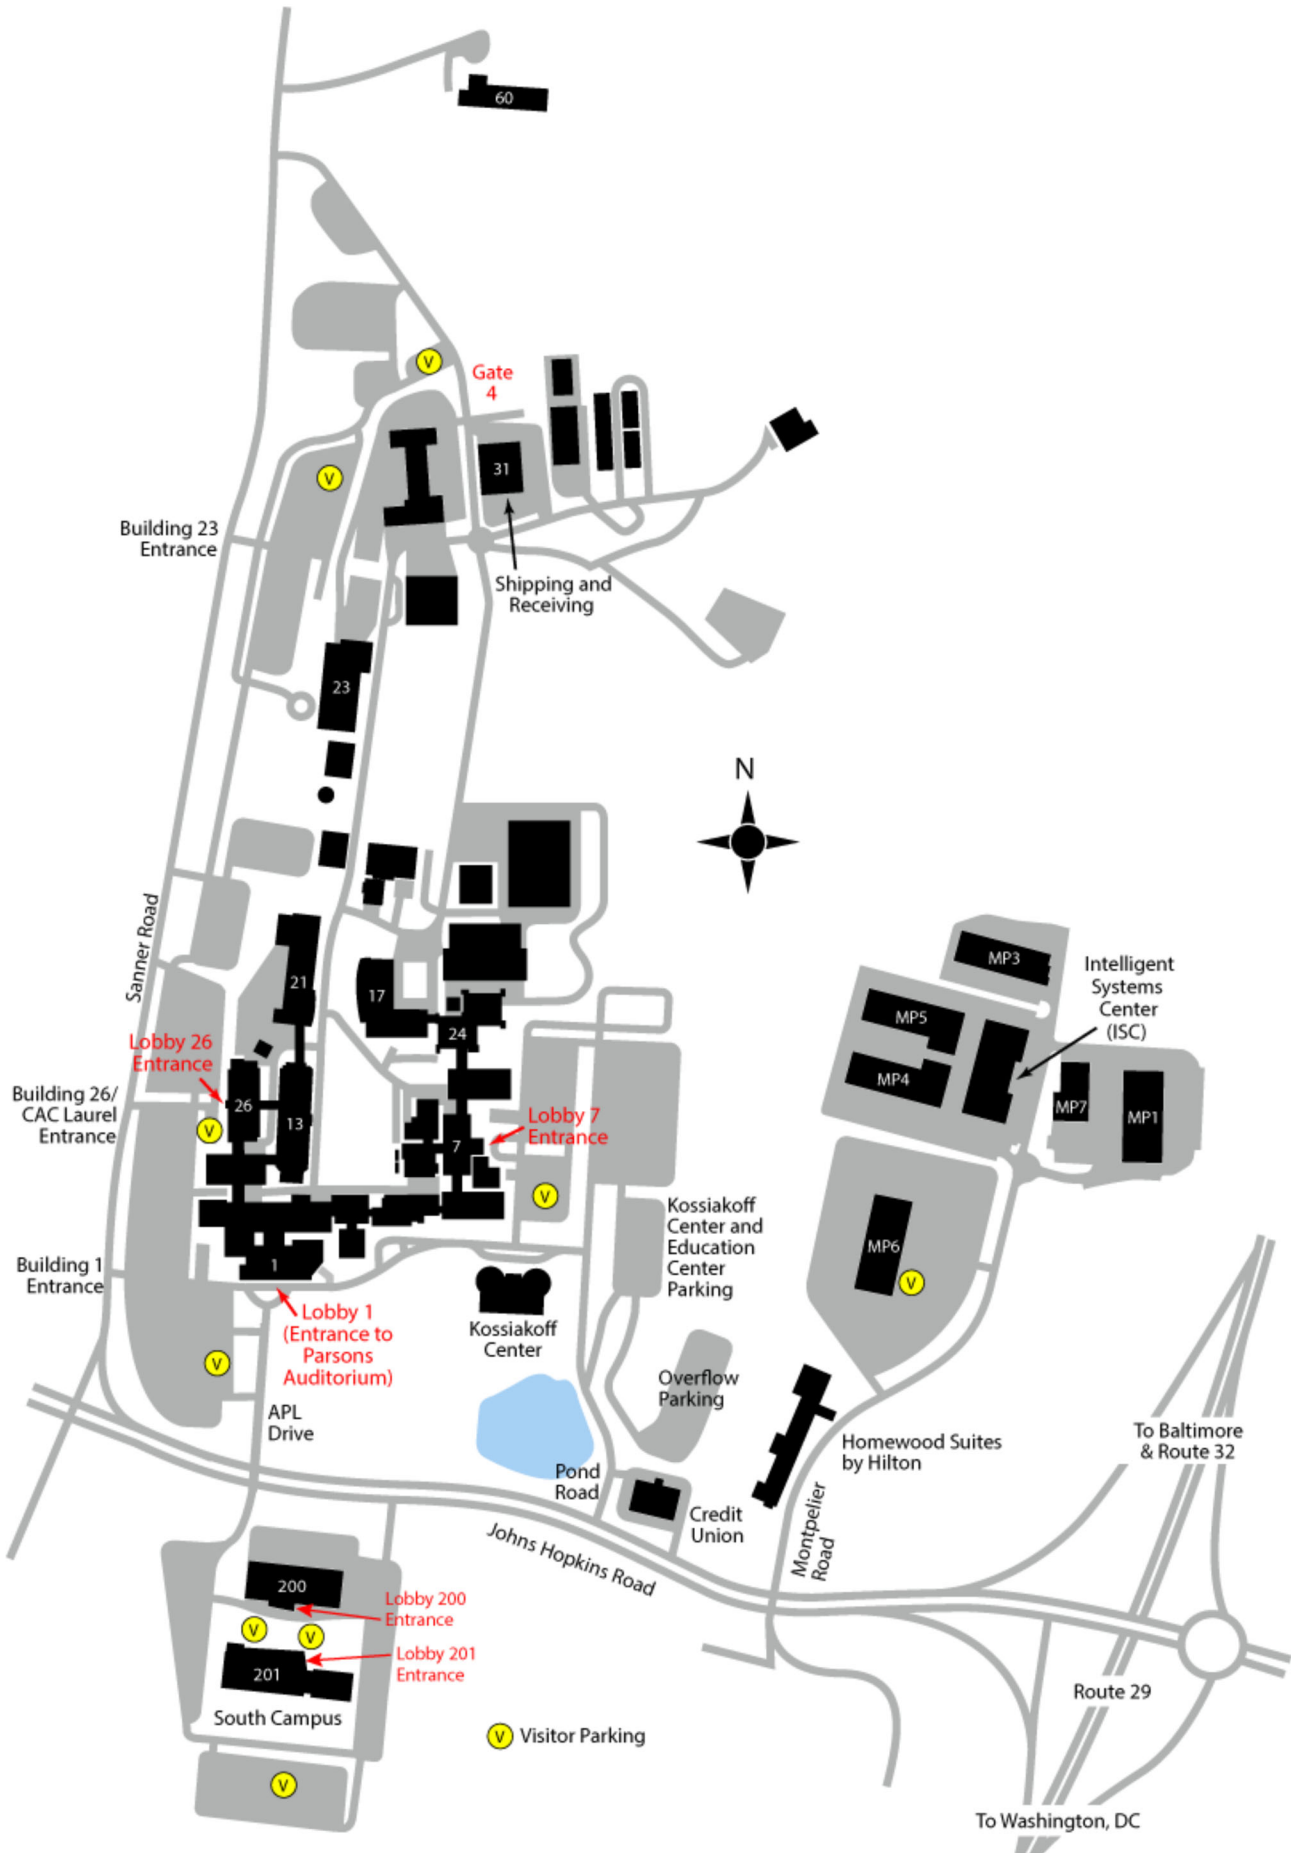 60
V
Gate
4
31
V
Building 23
Entrance
Shipping and
Receiving
23
N
Sanner Road
MP3
Intelligent
Systems
Center
(ISC)
21
17
MP5
24
Lobby 26
Entrance
MP4
Building 26/
CAC Laurel
Entrance
26
13
V
7
Lobby 7
Entrance
MP7
MP1
V
Kossiakoff
Center and
Education
Center
Parking
MP6
V
Building 1
Entrance
1
Lobby 1
(Entrance to
Parsons
Auditorium)
Kossiakoff
Center
V
Overflow
Parking
APL
Drive
To Baltimore
& Route 32
Homewood Suites
by Hilton
Pond
Road
Credit
Union
Montpelier
Road
Johns Hopkins Road
200
Lobby 200
Entrance
V
V
Lobby 201
Entrance
201
South Campus
Route 29
V Visitor Parking
V
To Washington, DC